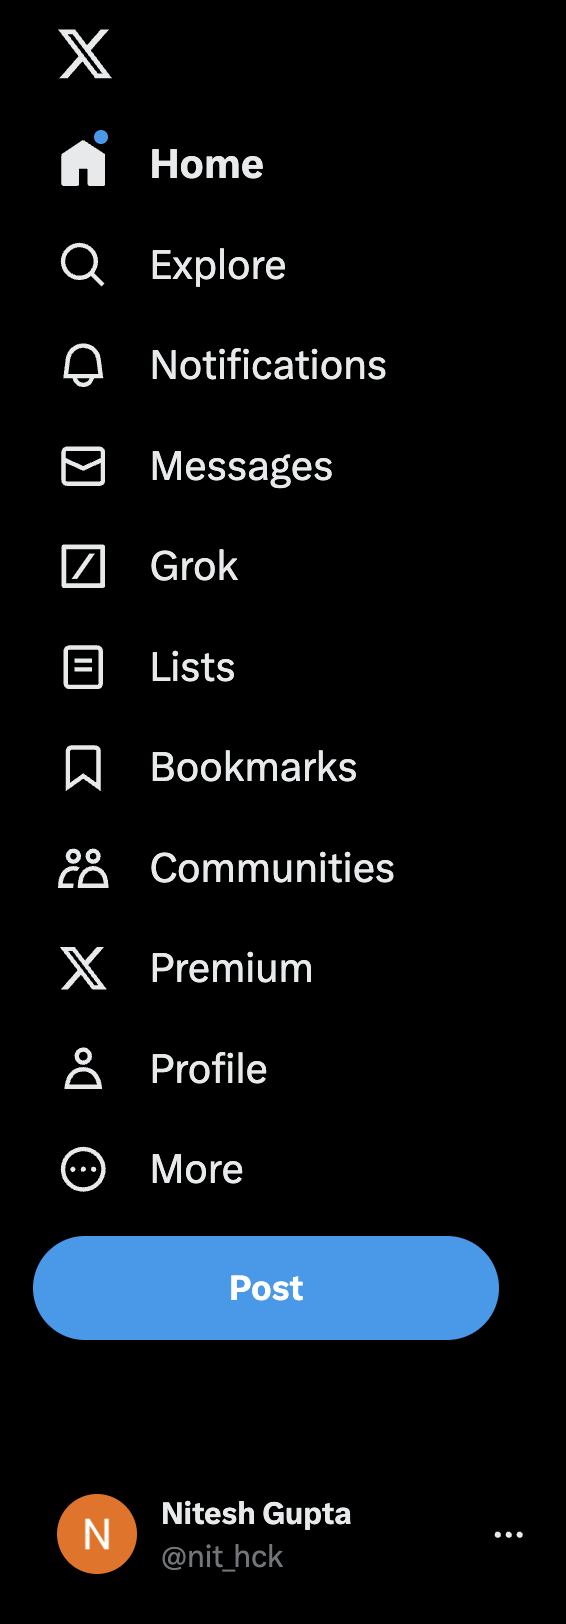 Home
Explore
Notifications
Messages
Grok
Lists
Bookmarks
Communities
Premium
Profile
More
Post
N
Nitesh Gupta
@nit_hck